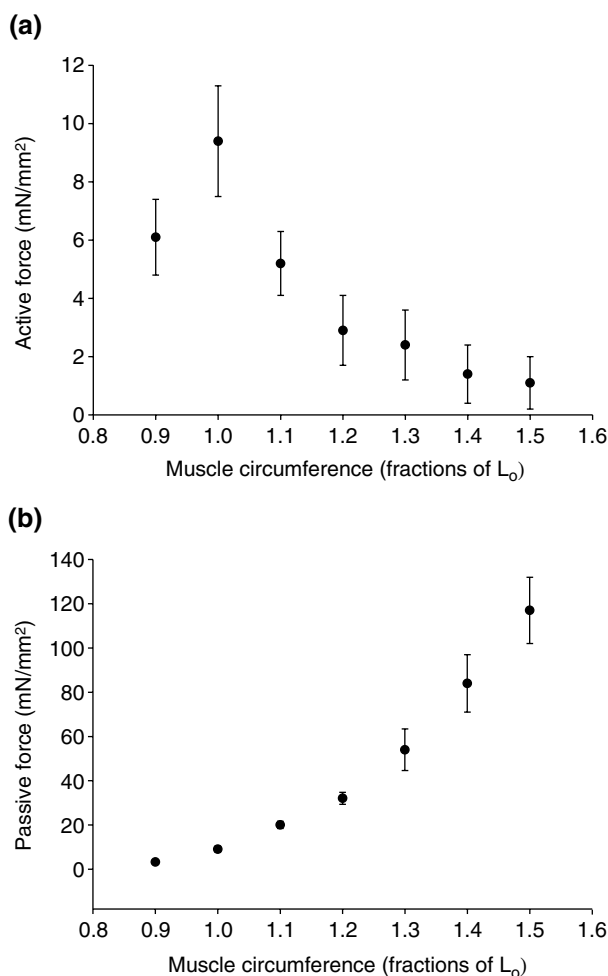 (a)
Active force (mN/mm²)
12
10
8
6
4
2
0
0.8 0.9 1.0 1.1 1.2 1.3 1.4 1.5 1.6
Muscle circumference (fractions of Lₒ)
(b)
Passive force (mN/mm²)
140
120
100
80
60
40
20
0
0.8 0.9 1.0 1.1 1.2 1.3 1.4 1.5 1.6
Muscle circumference (fractions of Lₒ)